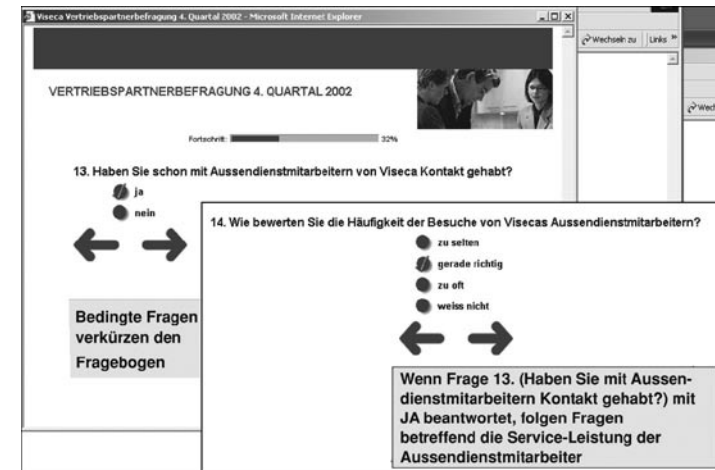 Viseca Vertriebspartnerbefragung 4. Quartal 2002 - Microsoft Internet Explorer
Wechseln zu
Links »
VERTRIEBSPARTNERBEFRAGUNG 4. QUARTAL 2002
Fortschritt:
32%
13. Haben Sie schon mit Aussendienstmitarbeitern von Viseca Kontakt gehabt?
ja
nein
Bedingte Fragen
verkürzen den
Fragebogen
14. Wie bewerten Sie die Häufigkeit der Besuche von Visecas Aussendienstmitarbeitern?
zu selten
gerade richtig
zu oft
weiss nicht
Wenn Frage 13. (Haben Sie mit Aussen-
dienstmitarbeitern Kontakt gehabt?) mit
JA beantwortet, folgen Fragen
betreffend die Service-Leistung der
Aussendienstmitarbeiter